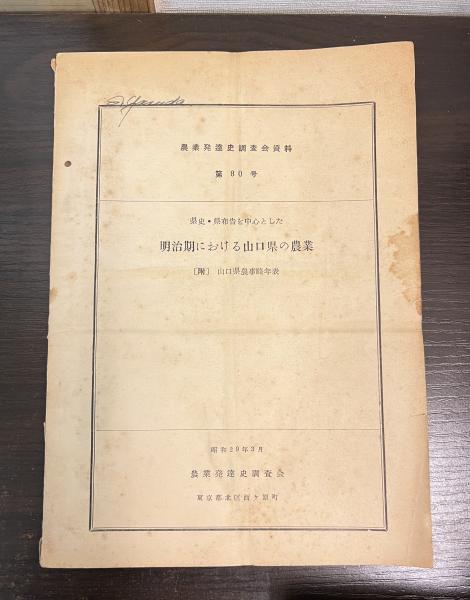 農業発達史調査会資料
第80号
県史・県布告を中心とした
明治期における山口県の農業
〔附〕 山口県農事略年表
昭和29年3月
農業発達史調査会
東京都北区西ケ原町